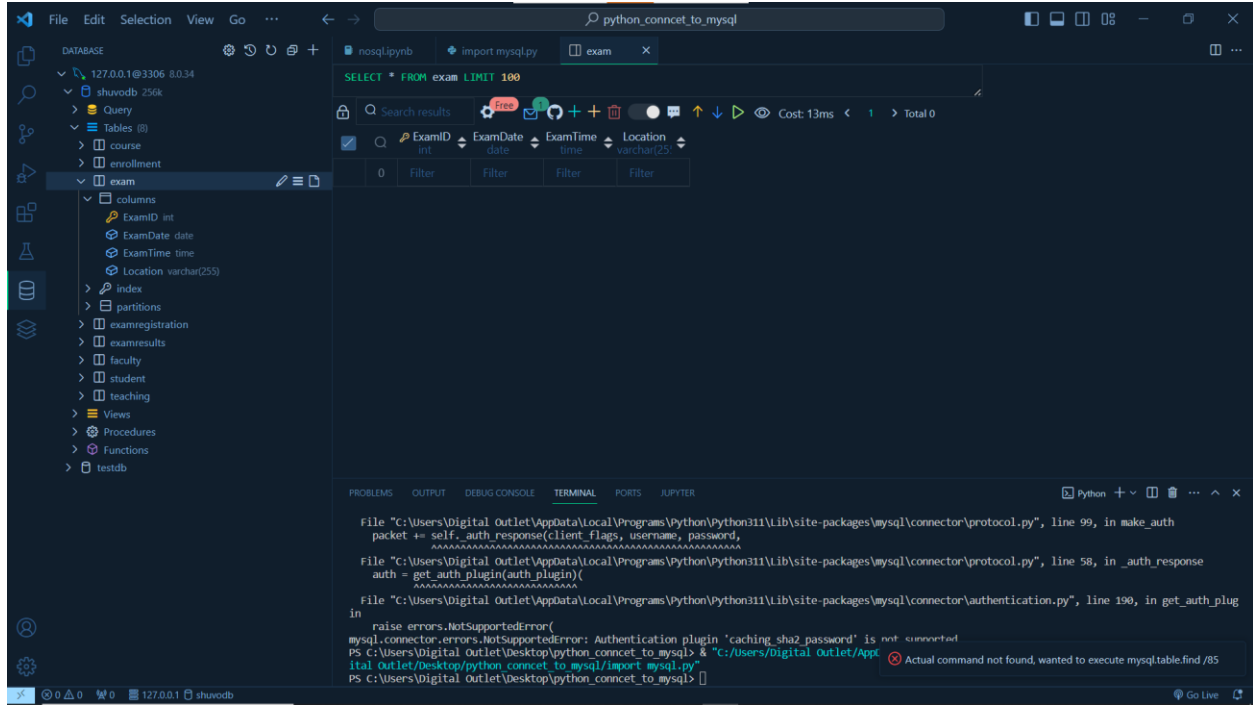 File Edit Selection View Go ··· python_conncet_to_mysql
DATABASE
127.0.0.1@3306 8.0.34
shuvodb 256k
Query
Tables (8)
course
enrollment
exam
columns
ExamID int
ExamDate date
ExamTime time
Location varchar(255)
index
partitions
examregistration
examresults
faculty
student
teaching
Views
Procedures
Functions
testdb
nosql.ipynb import mysql.py exam
SELECT * FROM exam LIMIT 100
Search results Free 1 Cost: 13ms < 1 > Total 0
ExamID ExamDate ExamTime Location
int date time varchar(25
0 Filter Filter Filter Filter
PROBLEMS OUTPUT DEBUG CONSOLE TERMINAL PORTS JUPYTER Python
File "C:\Users\Digital Outlet\AppData\Local\Programs\Python\Python311\Lib\site-packages\mysql\connector\protocol.py", line 99, in make_auth
packet += self._auth_response(client_flags, username, password,
^^^^^^^^^^^^^^^^^^^^^^^^^^^^^^^^^^^^^^^^^^^^^^^^^^^^
File "C:\Users\Digital Outlet\AppData\Local\Programs\Python\Python311\Lib\site-packages\mysql\connector\protocol.py", line 58, in _auth_response
auth = get_auth_plugin(auth_plugin)(
^^^^^^^^^^^^^^^^^^^^^^^^^^^^
File "C:\Users\Digital Outlet\AppData\Local\Programs\Python\Python311\Lib\site-packages\mysql\connector\authentication.py", line 190, in get_auth_plug
in
raise errors.NotSupportedError(
mysql.connector.errors.NotSupportedError: Authentication plugin 'caching_sha2_password' is not supported
PS C:\Users\Digital Outlet\Desktop\python_conncet_to_mysql> & "C:/Users/Digital Outlet/AppD
ital Outlet/Desktop/python_conncet_to_mysql/import mysql.py"
PS C:\Users\Digital Outlet\Desktop\python_conncet_to_mysql>
Actual command not found, wanted to execute mysql.table.find /85
0 0 0 127.0.0.1 shuvodb Go Live